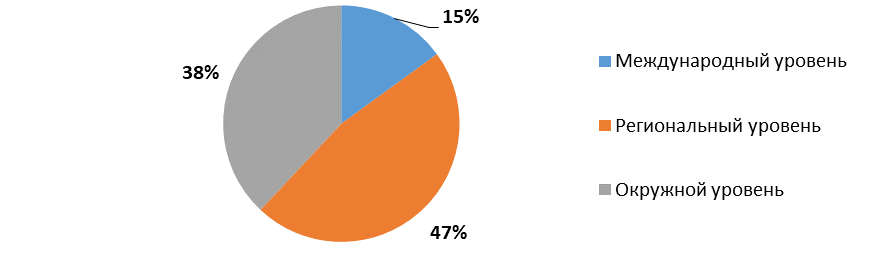 15%
38%
47%
Международный уровень
Региональный уровень
Окружной уровень